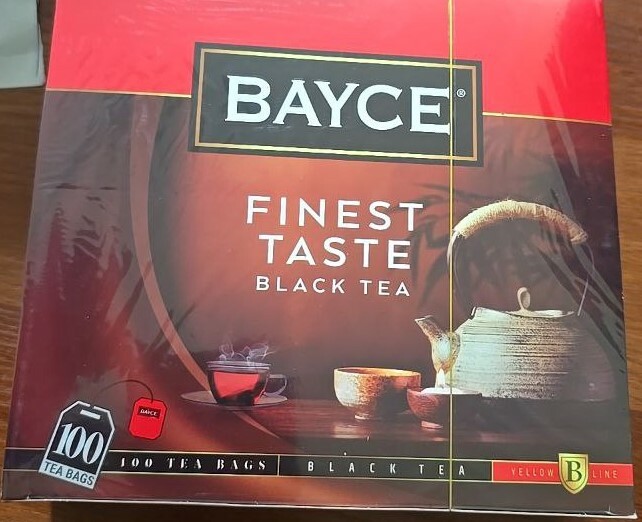 BAYCE®
FINEST
TASTE
BLACK TEA
BAYCE
100
TEA BAGS
100 TEA BAGS
BLACK TEA
YELLOW B LINE